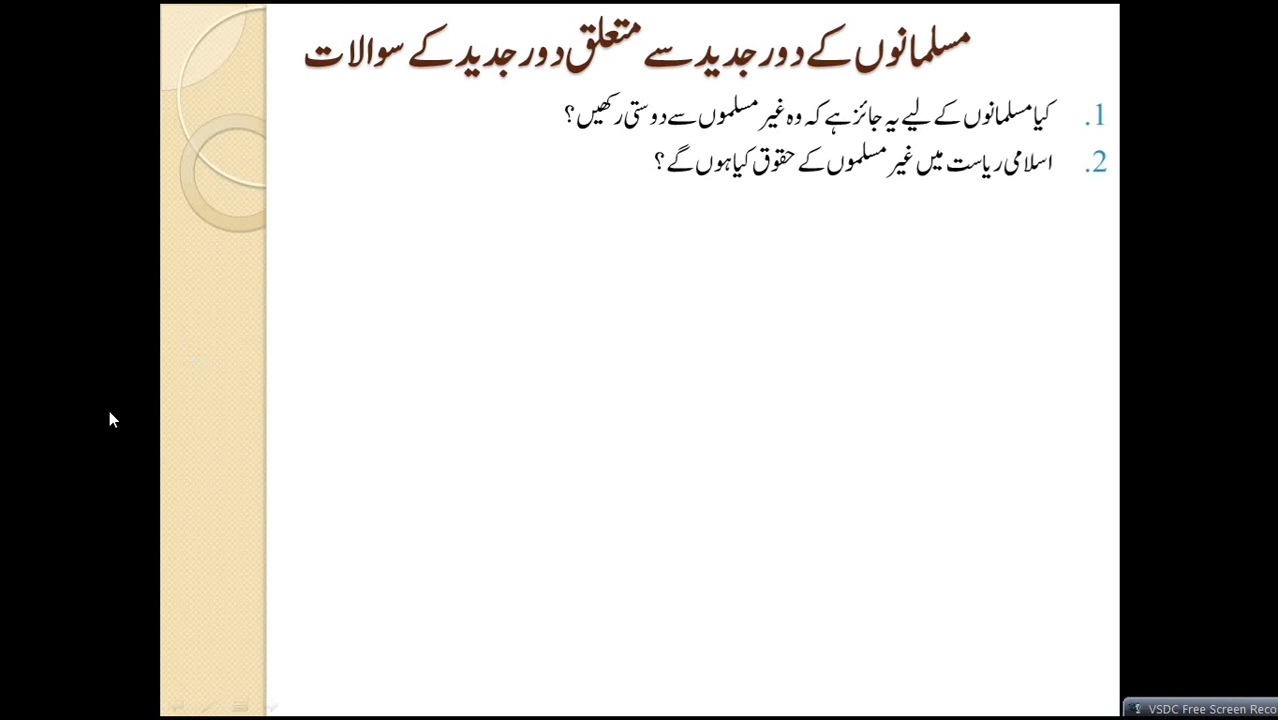 مسلمانوں کے دور جدید سے متعلق دور جدید کے سوالات
1. کیا مسلمانوں کے لیے یہ جائز ہے کہ وہ غیر مسلموں سے دوستی رکھیں؟
2. اسلامی ریاست میں غیر مسلموں کے حقوق کیا ہوں گے؟
VSDC Free Screen Reco